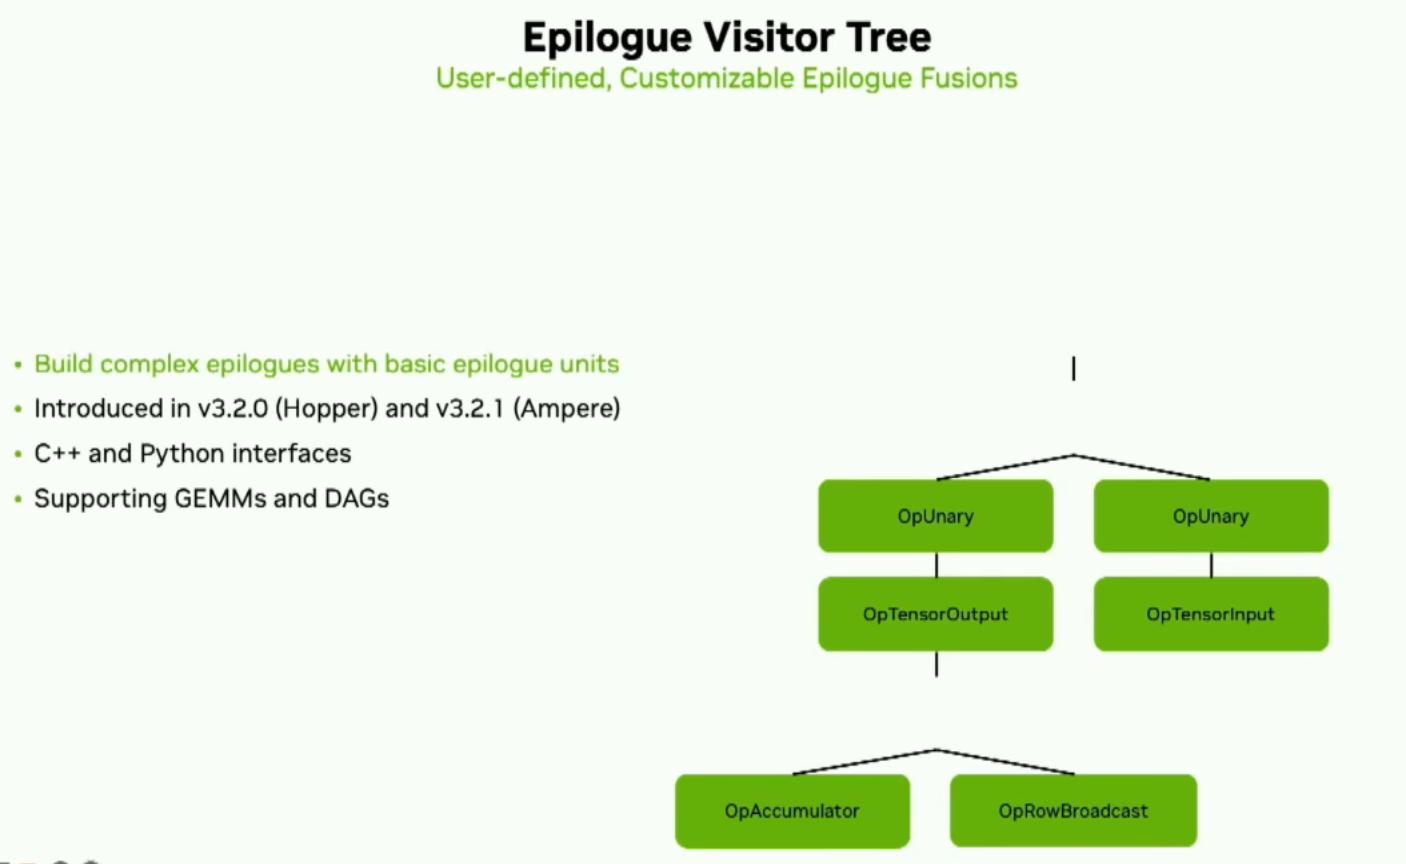 Epilogue Visitor Tree
User-defined, Customizable Epilogue Fusions
• Build complex epilogues with basic epilogue units
• Introduced in v3.2.0 (Hopper) and v3.2.1 (Ampere)
• C++ and Python interfaces
• Supporting GEMMs and DAGs
OpUnary
OpUnary
OpTensorOutput
OpTensorInput
OpAccumulator
OpRowBroadcast